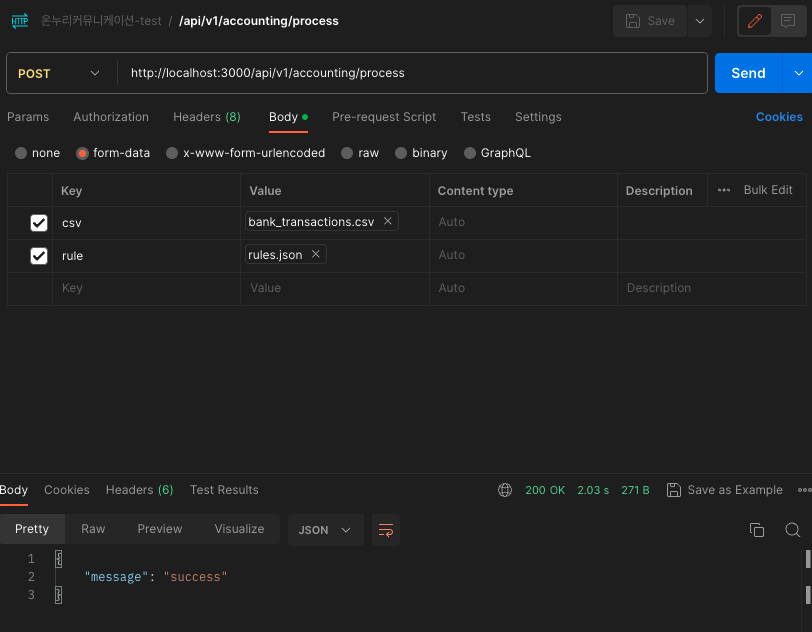 HTTP 온누리커뮤니케이션-test / /api/v1/accounting/process Save
POST http://localhost:3000/api/v1/accounting/process Send
Params Authorization Headers (8) Body Pre-request Script Tests Settings Cookies
none form-data x-www-form-urlencoded raw binary GraphQL
Key Value Content type Description Bulk Edit
csv bank_transactions.csv Auto
rule rules.json Auto
Key Value Auto Description
Body Cookies Headers (6) Test Results 200 OK 2.03 s 271 B Save as Example
Pretty Raw Preview Visualize JSON
1 {
2 "message": "success"
3 }